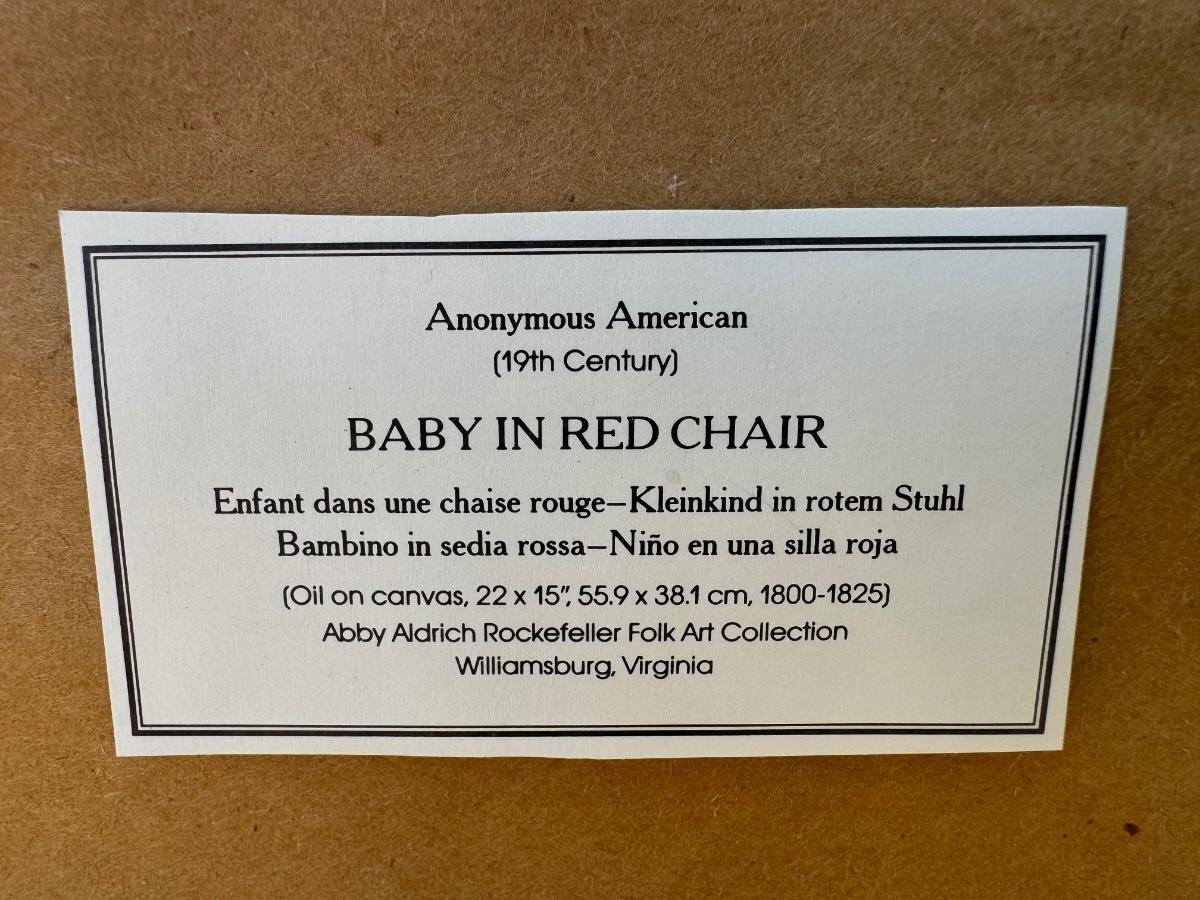 Anonymous American
(19th Century)
BABY IN RED CHAIR
Enfant dans une chaise rouge–Kleinkind in rotem Stuhl
Bambino in sedia rossa–Niño en una silla roja
(Oil on canvas, 22 x 15", 55.9 x 38.1 cm, 1800-1825)
Abby Aldrich Rockefeller Folk Art Collection
Williamsburg, Virginia